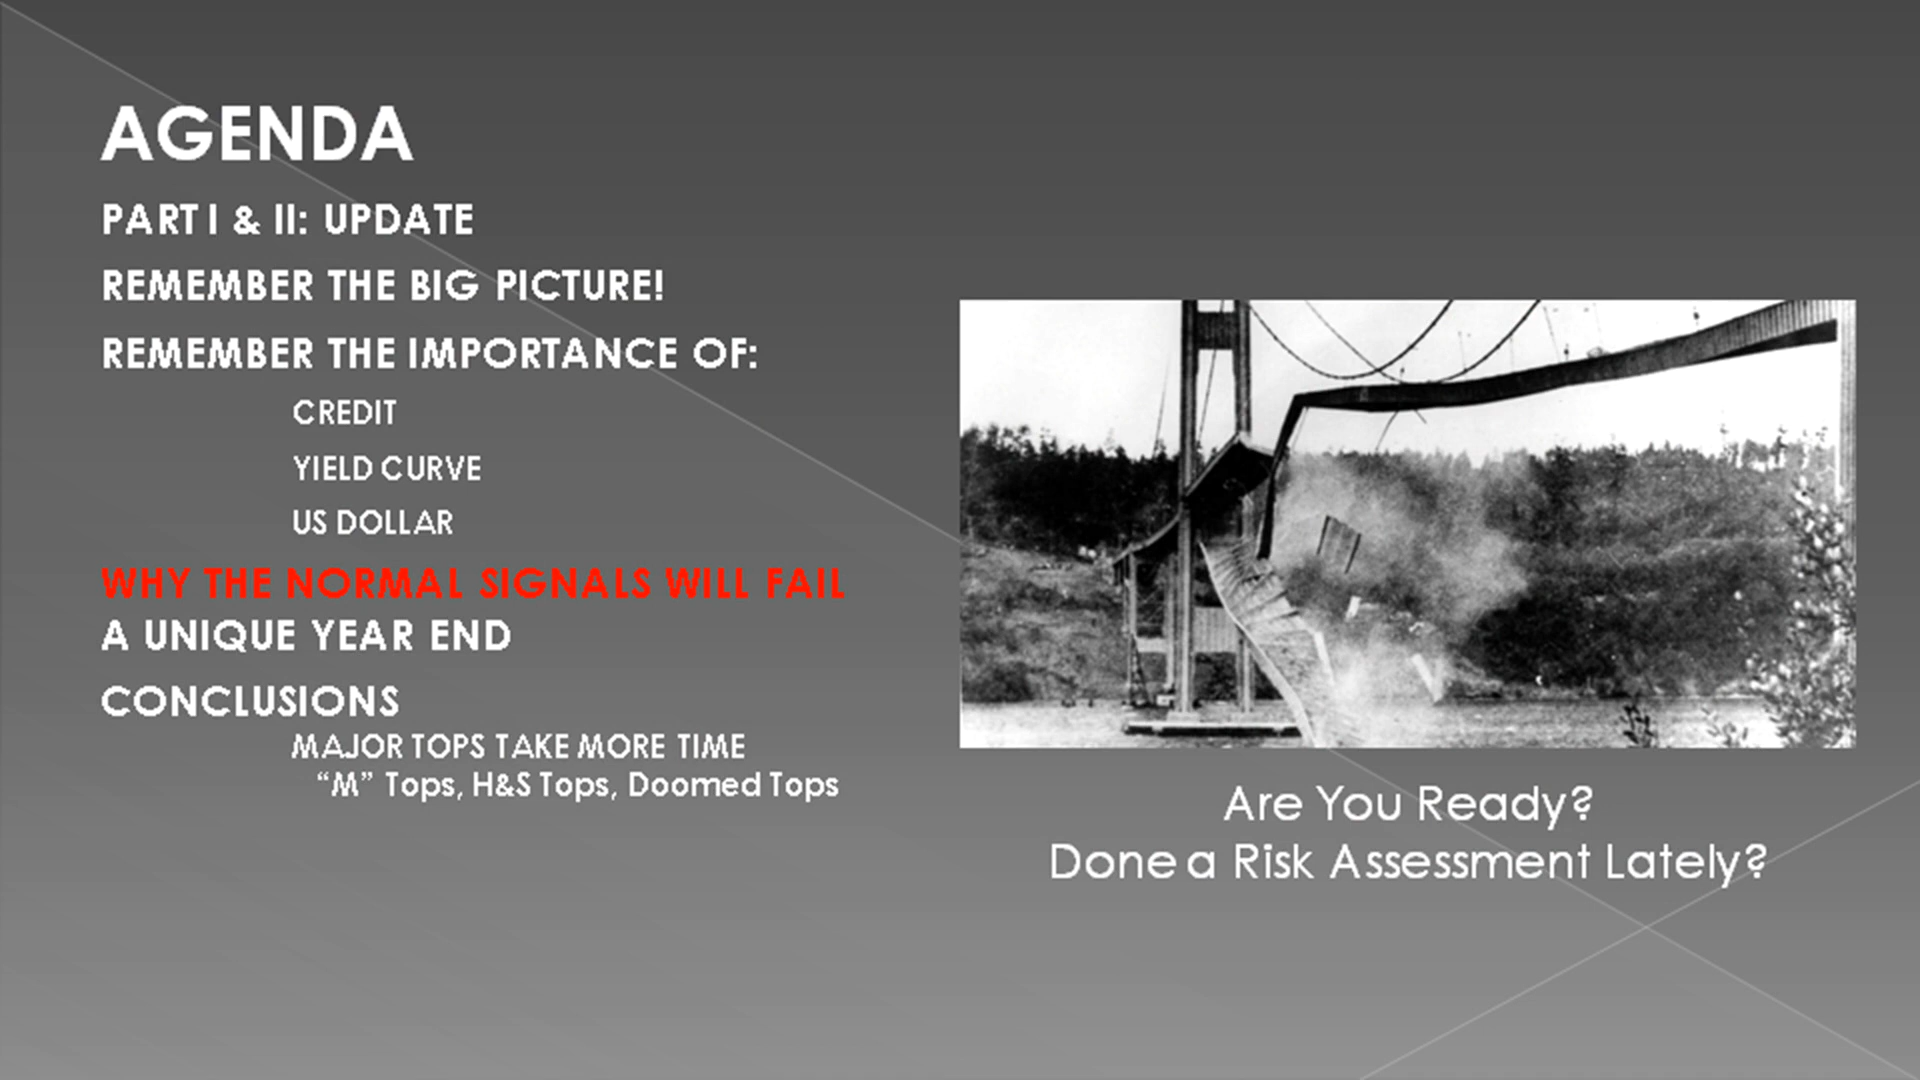 AGENDA
PART I & II: UPDATE
REMEMBER THE BIG PICTURE!
REMEMBER THE IMPORTANCE OF:
CREDIT
YIELD CURVE
US DOLLAR
WHY THE NORMAL SIGNALS WILL FAIL
A UNIQUE YEAR END
CONCLUSIONS
MAJOR TOPS TAKE MORE TIME
“M” Tops, H&S Tops, Doomed Tops
Are You Ready?
Done a Risk Assessment Lately?